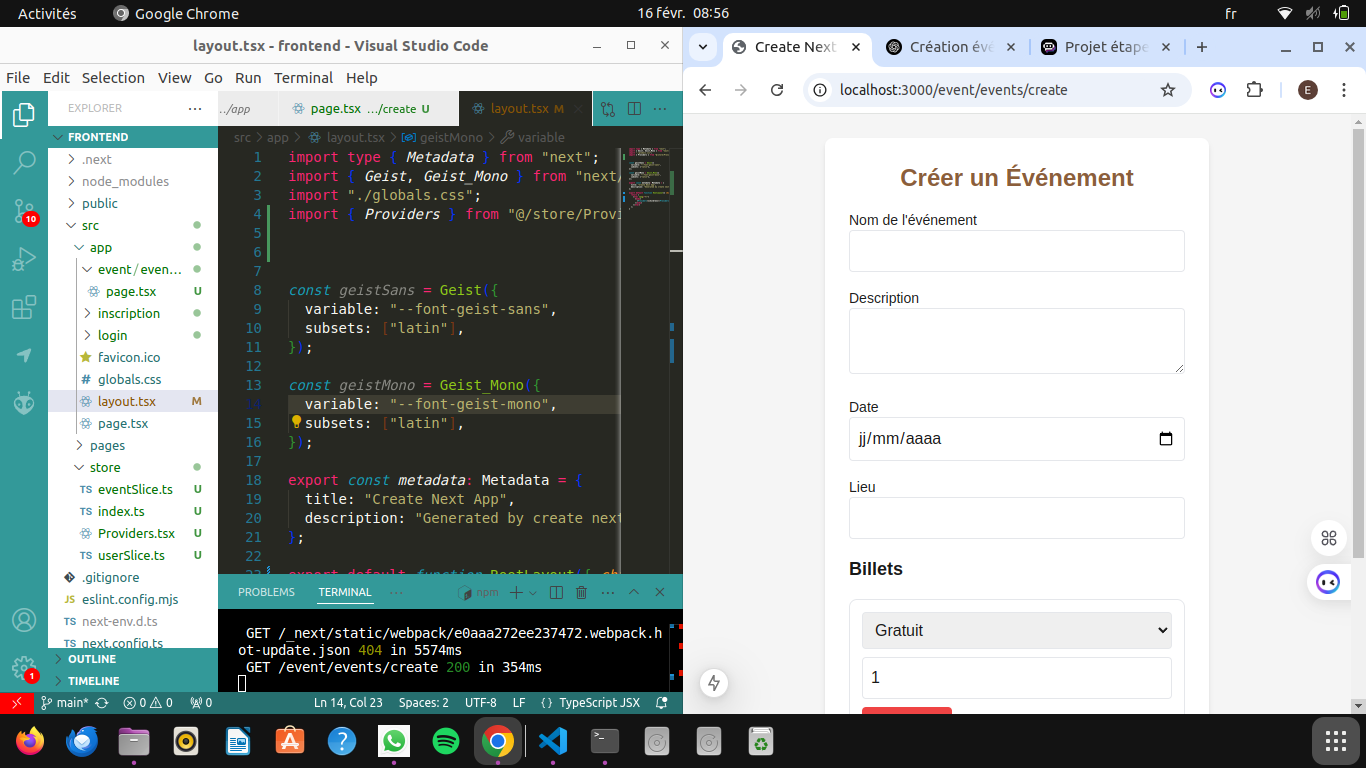 Activités
Google Chrome
16 févr. 08:56
fr
layout.tsx - frontend - Visual Studio Code
File Edit Selection View Go Run Terminal Help
EXPLORER
FRONTEND
.next
node_modules
public
src
app
event/even...
page.tsx U
inscription
login
favicon.ico
globals.css
layout.tsx M
page.tsx
pages
store
TS eventSlice.ts U
TS index.ts U
Providers.tsx U
TS userSlice.ts U
.gitignore
JS eslint.config.mjs
TS next-env.d.ts
TS next.config.ts
OUTLINE
TIMELINE
10
1
.../app
page.tsx .../create U
layout.tsx M
src > app > layout.tsx > geistMono > variable
1 import type { Metadata } from "next";
2 import { Geist, Geist_Mono } from "next/
3 import "./globals.css";
4 import { Providers } from "@/store/Provi
5
6
7
8 const geistSans = Geist({
9 variable: "--font-geist-sans",
10 subsets: ["latin"],
11 });
12
13 const geistMono = Geist_Mono({
14 variable: "--font-geist-mono",
15 subsets: ["latin"],
16 });
17
18 export const metadata: Metadata = {
19 title: "Create Next App",
20 description: "Generated by create next
21 };
22
23 export default function RootLayout({ ch
PROBLEMS TERMINAL ... npm
GET /_next/static/webpack/e0aaa272ee237472.webpack.h
ot-update.json 404 in 5574ms
GET /event/events/create 200 in 354ms
main* 0 0 0 Ln 14, Col 23 Spaces: 2 UTF-8 LF { } TypeScript JSX
Create Next
Création évé
Projet étape
localhost:3000/event/events/create
E
Créer un Événement
Nom de l'événement
Description
Date
jj/mm/aaaa
Lieu
Billets
Gratuit
1